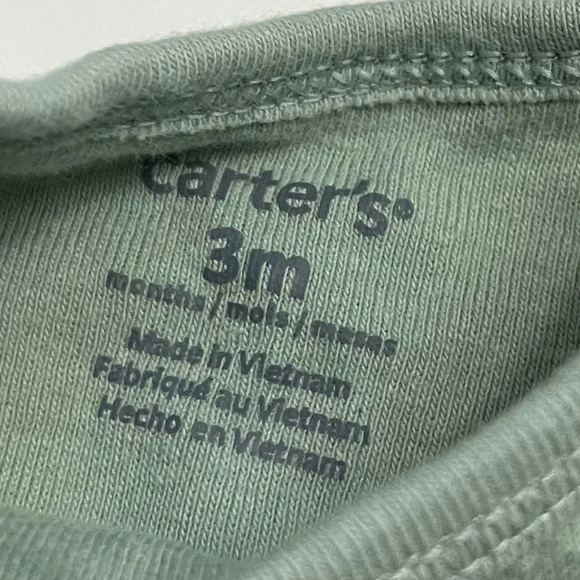 Carter's®
3m
months/mois/meses
Made in Vietnam
Fabriqué au Vietnam
Hecho en Vietnam